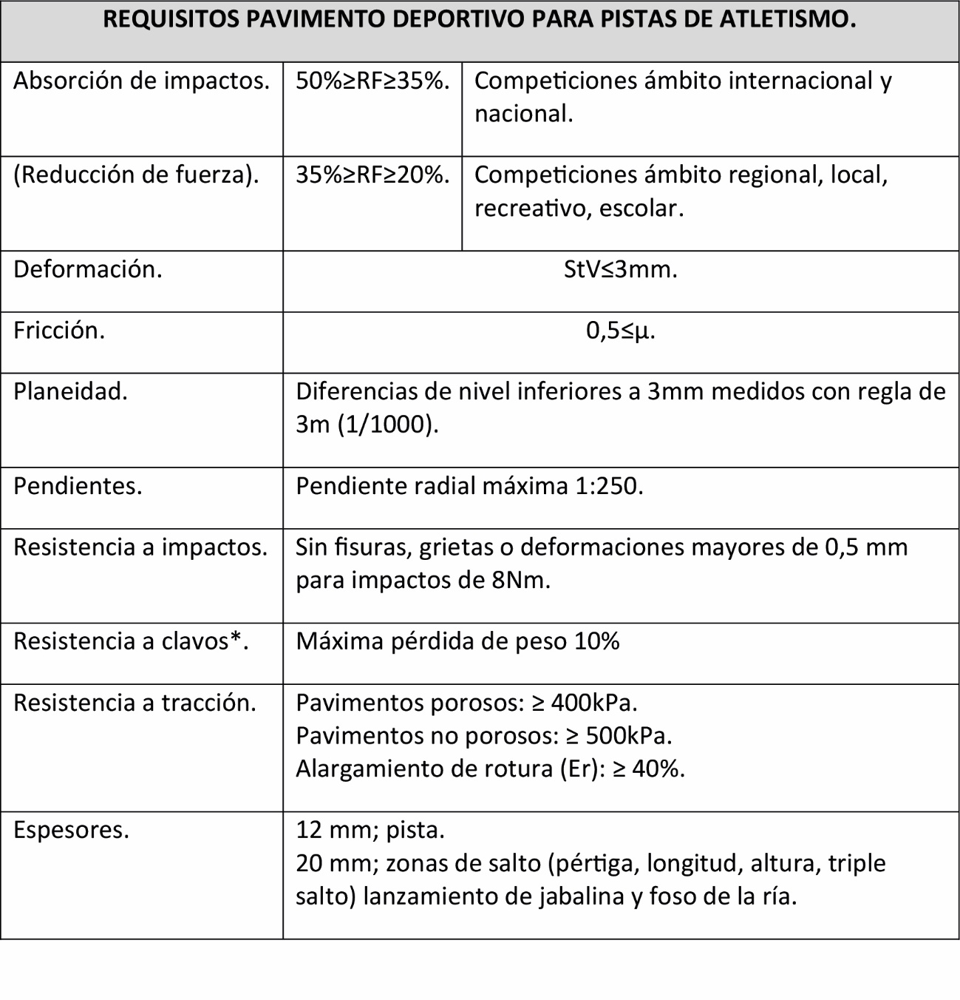 REQUISITOS PAVIMENTO DEPORTIVO PARA PISTAS DE ATLETISMO.
Absorción de impactos.
50%≥RF≥35%.
Competiciones ámbito internacional y
nacional.
(Reducción de fuerza).
35%≥RF≥20%.
Competiciones ámbito regional, local,
recreativo, escolar.
Deformación.
StV≤3mm.
Fricción.
0,5≤µ.
Planeidad.
Diferencias de nivel inferiores a 3mm medidos con regla de
3m (1/1000).
Pendientes.
Pendiente radial máxima 1:250.
Resistencia a impactos.
Sin fisuras, grietas o deformaciones mayores de 0,5 mm
para impactos de 8Nm.
Resistencia a clavos*.
Máxima pérdida de peso 10%
Resistencia a tracción.
Pavimentos porosos: ≥ 400kPa.
Pavimentos no porosos: ≥ 500kPa.
Alargamiento de rotura (Er): ≥ 40%.
Espesores.
12 mm; pista.
20 mm; zonas de salto (pértiga, longitud, altura, triple
salto) lanzamiento de jabalina y foso de la ría.